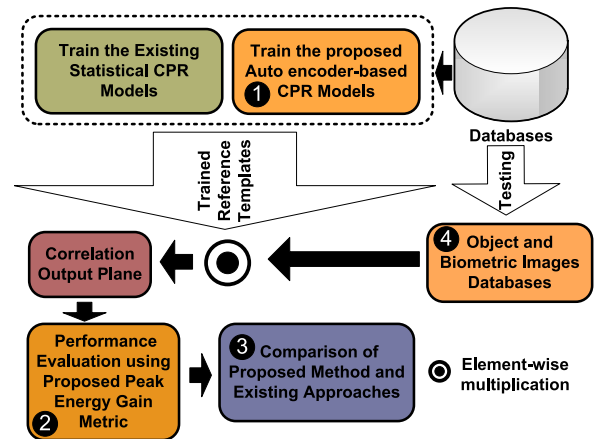 Train the Existing
Statistical CPR
Models
Train the proposed
Auto encoder-based
1 CPR Models
Databases
Trained
Reference
Templates
Testing
Correlation
Output Plane
4 Object and
Biometric Images
Databases
Performance
Evaluation using
Proposed Peak
Energy Gain
2 Metric
3 Comparison of
Proposed Method and
Existing Approaches
Element-wise
multiplication